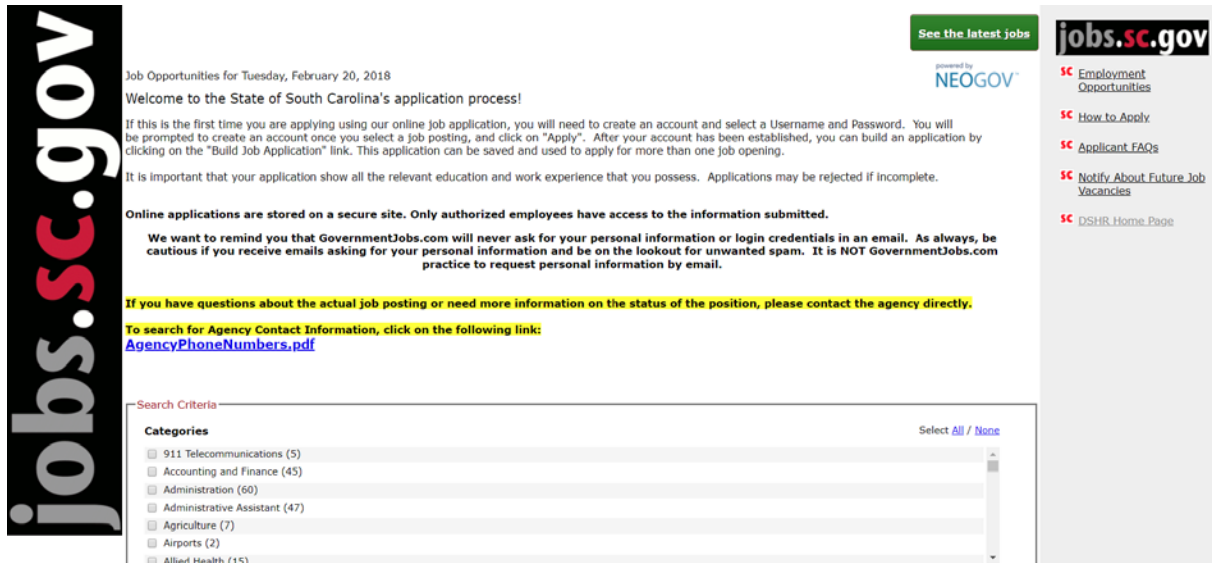 jobs.sc.gov
See the latest jobs
jobs.sc.gov
powered by
NEOGOV
Job Opportunities for Tuesday, February 20, 2018
Welcome to the State of South Carolina's application process!
If this is the first time you are applying using our online job application, you will need to create an account and select a Username and Password.  You will
be prompted to create an account once you select a job posting, and click on "Apply".  After your account has been established, you can build an application by
clicking on the "Build Job Application" link. This application can be saved and used to apply for more than one job opening.
It is important that your application show all the relevant education and work experience that you possess.  Applications may be rejected if incomplete.
Online applications are stored on a secure site. Only authorized employees have access to the information submitted.
We want to remind you that GovernmentJobs.com will never ask for your personal information or login credentials in an email.  As always, be
cautious if you receive emails asking for your personal information and be on the lookout for unwanted spam.  It is NOT GovernmentJobs.com
practice to request personal information by email.
If you have questions about the actual job posting or need more information on the status of the position, please contact the agency directly.
To search for Agency Contact Information, click on the following link:
AgencyPhoneNumbers.pdf
Search Criteria
Categories
Select All / None
911 Telecommunications (5)
Accounting and Finance (45)
Administration (60)
Administrative Assistant (47)
Agriculture (7)
Airports (2)
Allied Health (15)
SC Employment
Opportunities
SC How to Apply
SC Applicant FAQs
SC Notify About Future Job
Vacancies
SC DSHR Home Page